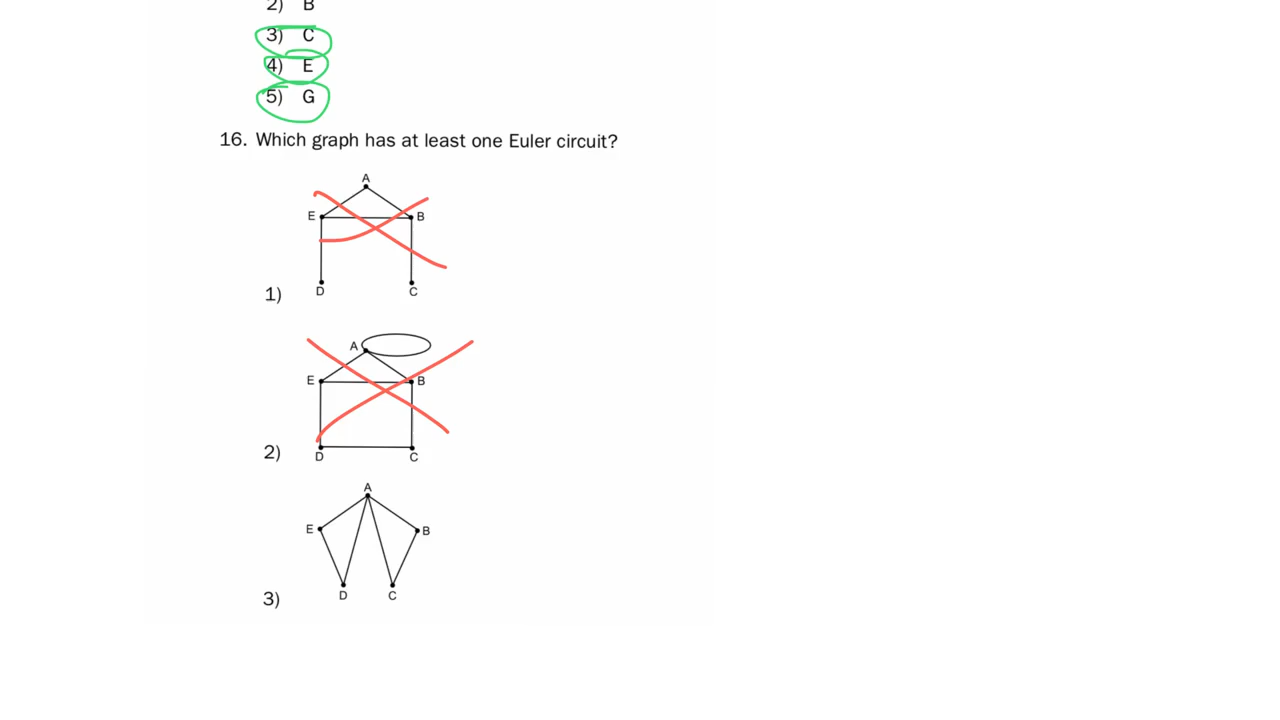 2) B
3) C
4) E
5) G
16. Which graph has at least one Euler circuit?
A
E B
D C
1)
A
E B
D C
2)
A
E B
D C
3)